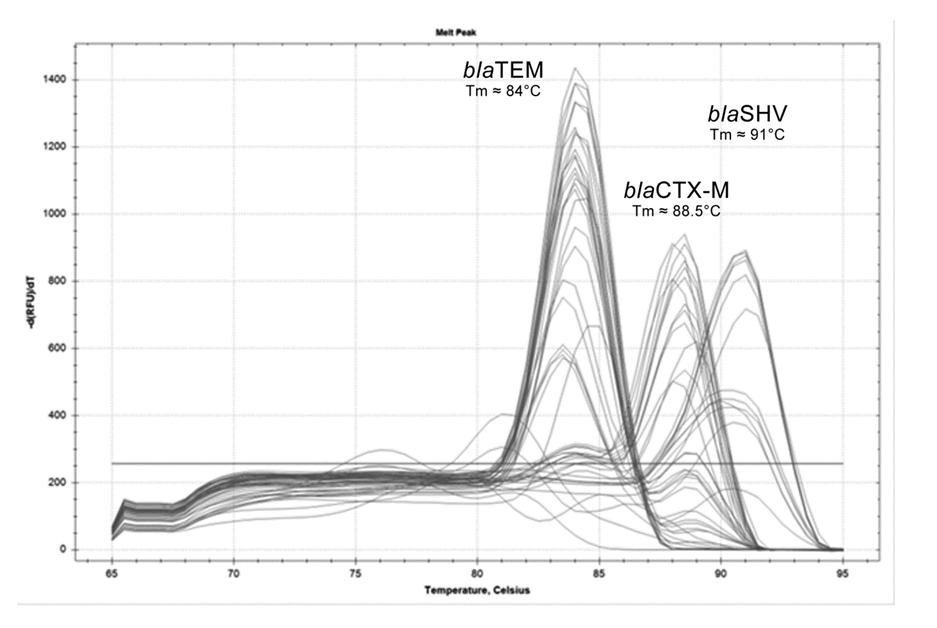 Melt Peak
blaTEM
Tm ≈ 84°C
blaSHV
Tm ≈ 91°C
blaCTX-M
Tm ≈ 88.5°C
-d(RFU)/dT
1400
1200
1000
800
600
400
200
0
65 70 75 80 85 90 95
Temperature, Celsius